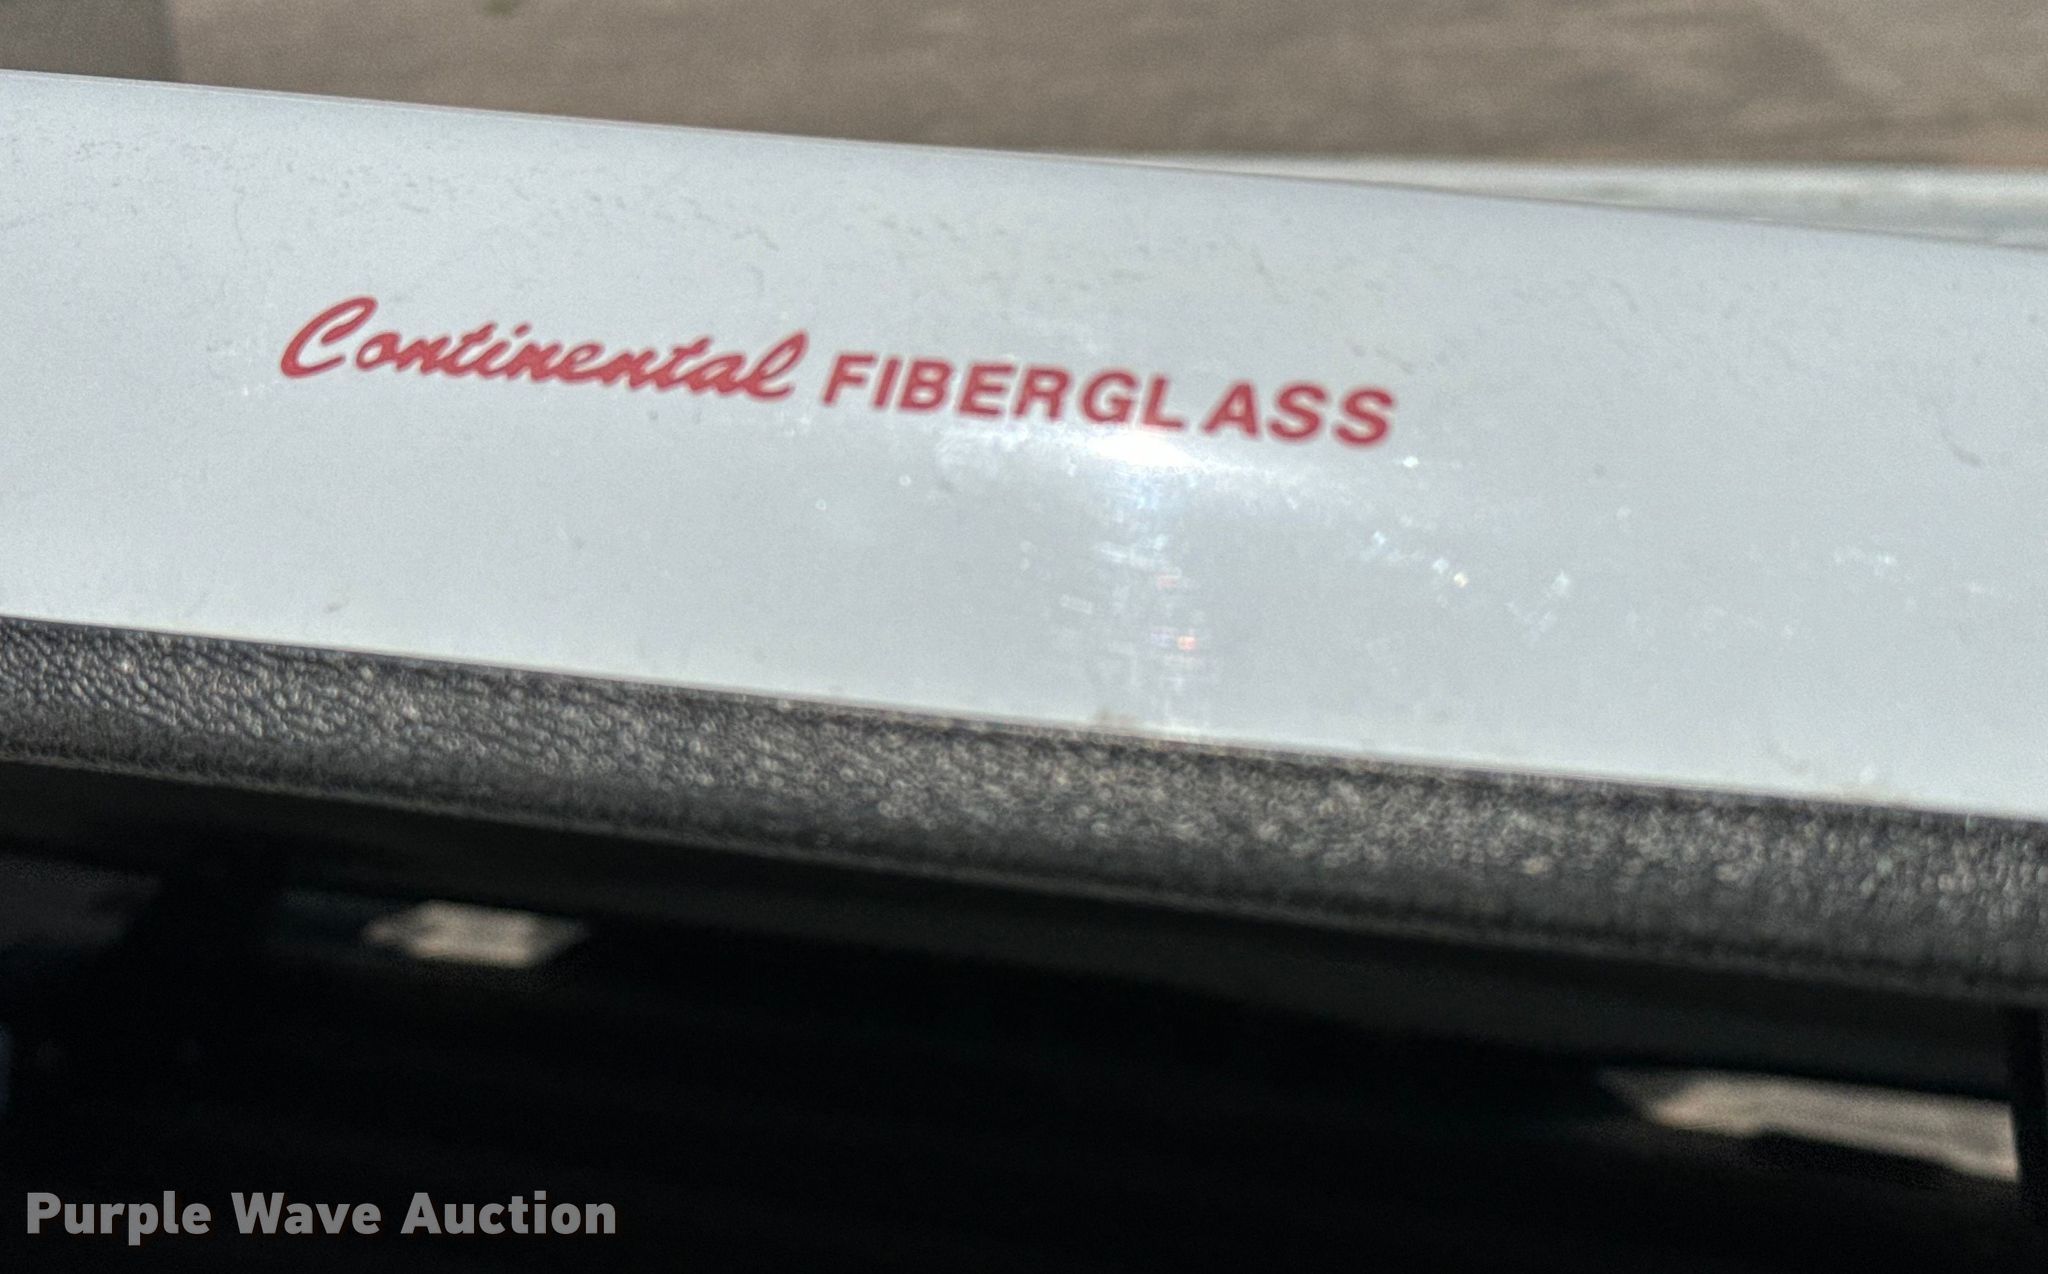 Continental FIBERGLASS
Purple Wave Auction